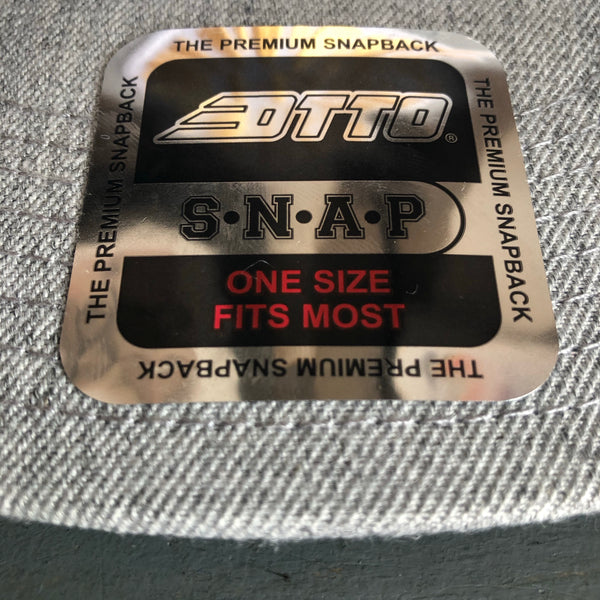 THE PREMIUM SNAPBACK
OTTO®
S•N•A•P
ONE SIZE
FITS MOST
THE PREMIUM SNAPBACK
THE PREMIUM SNAPBACK
THE PREMIUM SNAPBACK